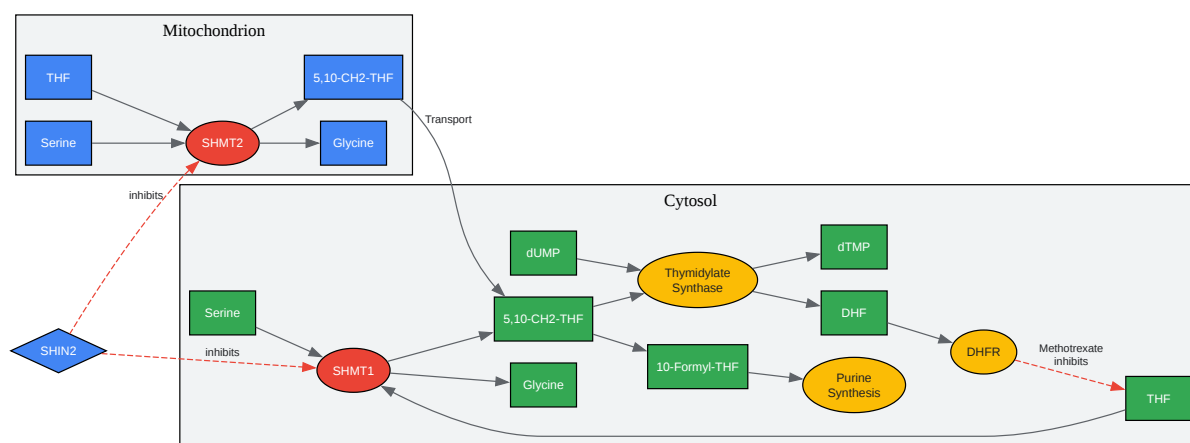 Mitochondrion
THF
5,10-CH2-THF
Serine
SHMT2
Glycine
Transport
inhibits
Cytosol
dUMP
dTMP
Thymidylate
Synthase
Serine
5,10-CH2-THF
DHF
SHIN2
inhibits
SHMT1
Glycine
10-Formyl-THF
Purine
Synthesis
DHFR
Methotrexate
inhibits
THF